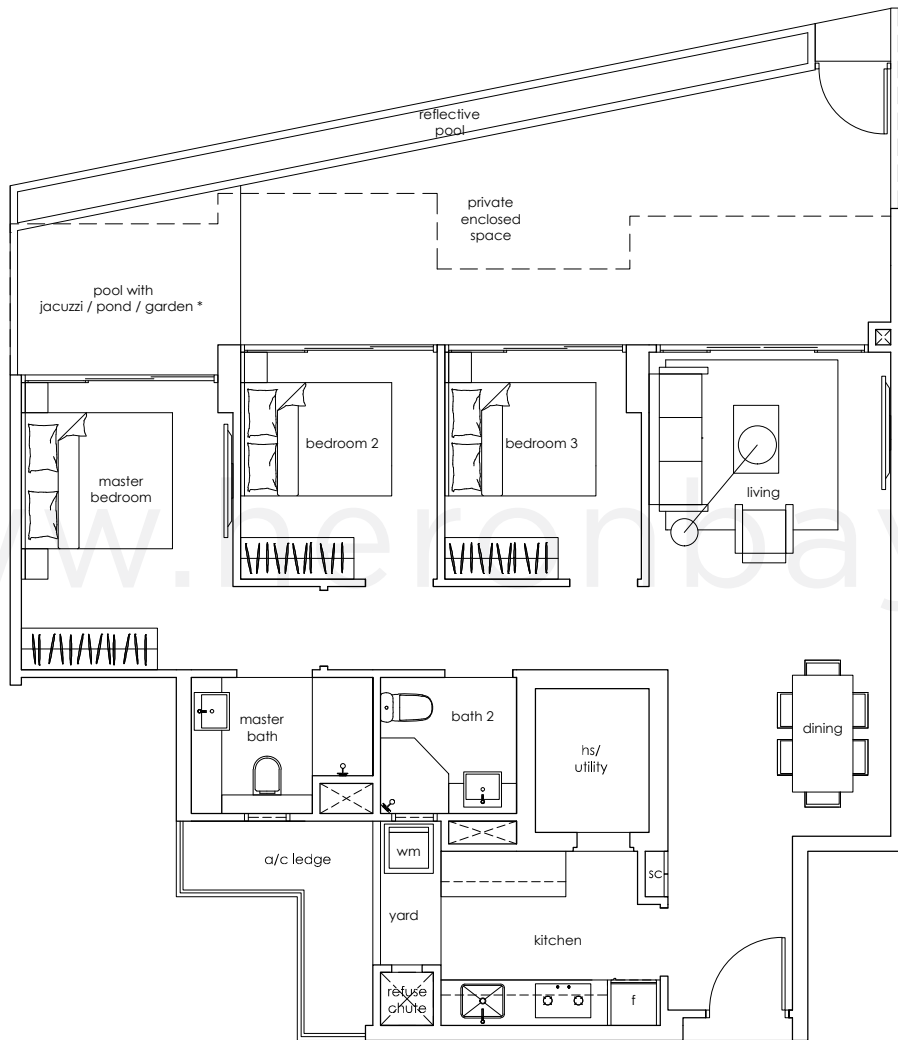 reflective
pool
private
enclosed
space
pool with
jacuzzi / pond / garden *
bedroom 2
bedroom 3
master
bedroom
living
www.heronbay
master
bath
bath 2
hs/
utility
dining
a/c ledge
wm
sc
yard
kitchen
refuse
chute
f